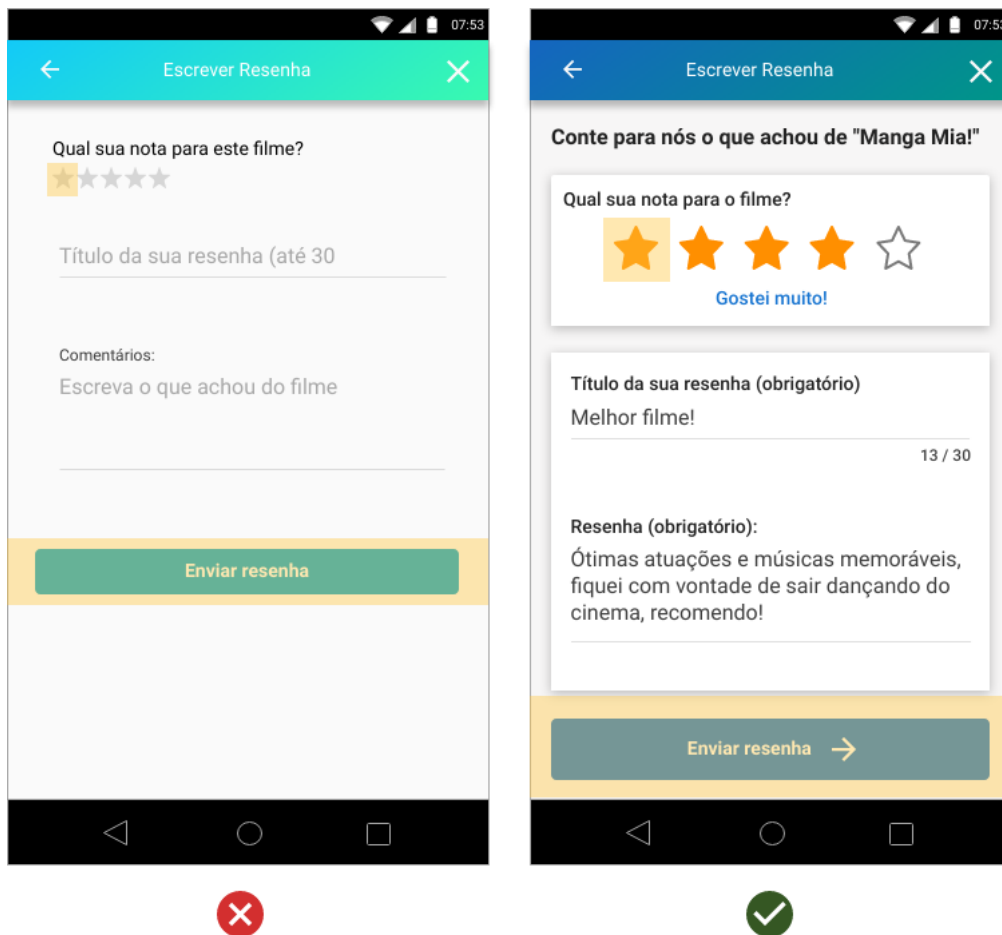 07:53
Escrever Resenha
Qual sua nota para este filme?
Título da sua resenha (até 30
Comentários:
Escreva o que achou do filme
Enviar resenha
07:53
Escrever Resenha
Conte para nós o que achou de "Manga Mia!"
Qual sua nota para o filme?
Gostei muito!
Título da sua resenha (obrigatório)
Melhor filme!
13 / 30
Resenha (obrigatório):
Ótimas atuações e músicas memoráveis,
fiquei com vontade de sair dançando do
cinema, recomendo!
Enviar resenha